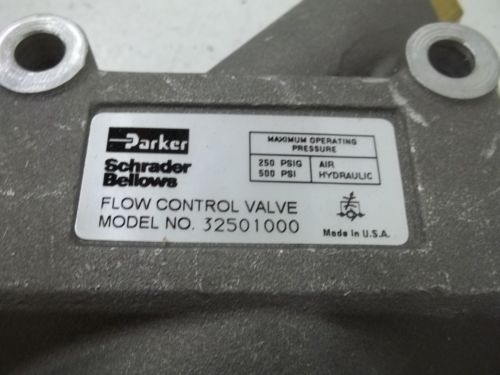 Parker
Schrader
Bellows
FLOW CONTROL VALVE
MODEL NO. 32501000
MAXIMUM OPERATING
PRESSURE
250 PSIG AIR
500 PSI HYDRAULIC
Made in U.S.A.